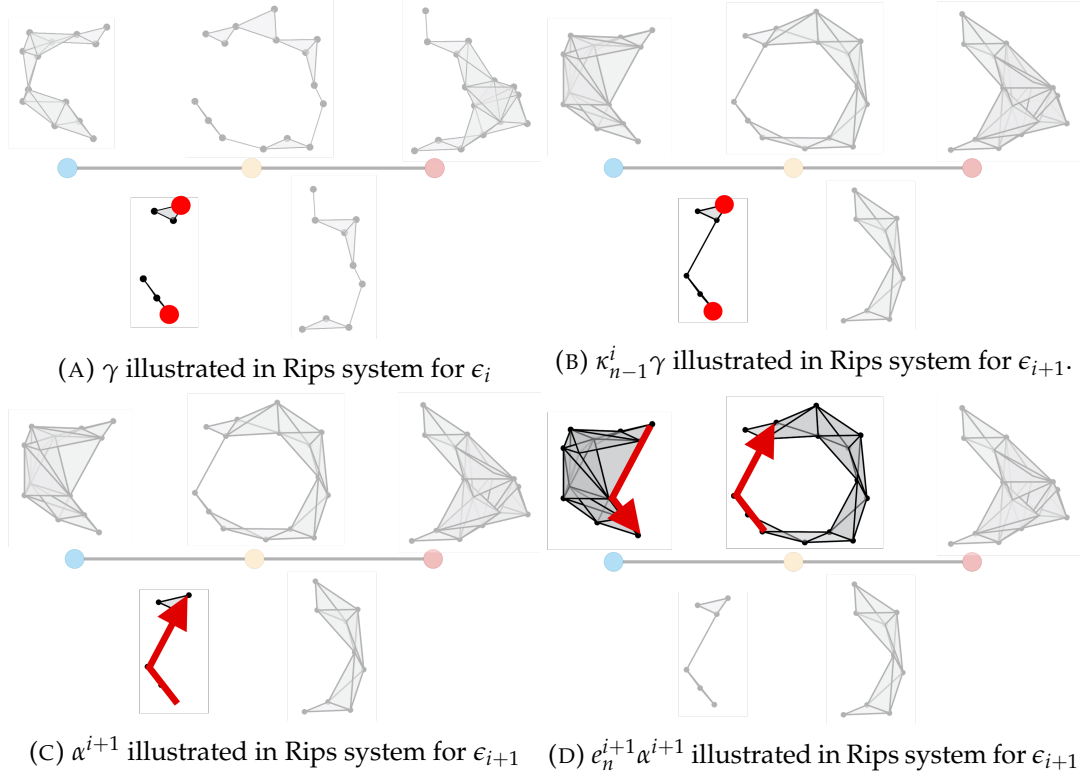 (A) γ illustrated in Rips system for ϵ_i
(B) κ^i_{n−1}γ illustrated in Rips system for ϵ_{i+1}.
(C) α^{i+1} illustrated in Rips system for ϵ_{i+1}
(D) e^{i+1}_n α^{i+1} illustrated in Rips system for ϵ_{i+1}